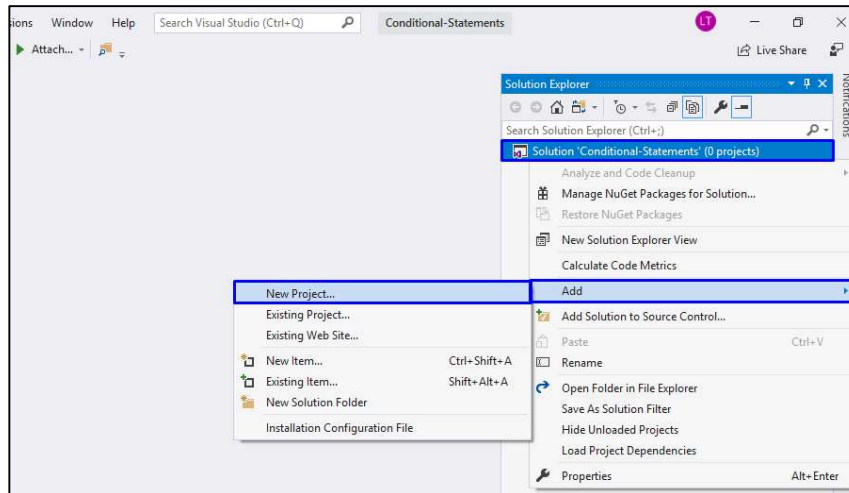 sions Window Help Search Visual Studio (Ctrl+Q) Conditional-Statements LT
Attach... Live Share
Solution Explorer
Notifications
Search Solution Explorer (Ctrl+;)
Solution 'Conditional-Statements' (0 projects)
Analyze and Code Cleanup
Manage NuGet Packages for Solution...
Restore NuGet Packages
New Solution Explorer View
Calculate Code Metrics
Add
Add Solution to Source Control...
Paste Ctrl+V
Rename
Open Folder in File Explorer
Save As Solution Filter
Hide Unloaded Projects
Load Project Dependencies
Properties Alt+Enter
New Project...
Existing Project...
Existing Web Site...
New Item... Ctrl+Shift+A
Existing Item... Shift+Alt+A
New Solution Folder
Installation Configuration File